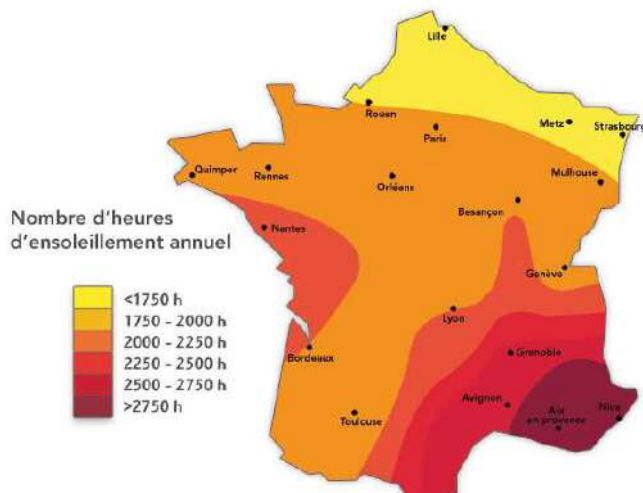 Lille
Rouen
Paris
Metz
Strasbourg
Quimper
Rennes
Orléans
Mulhouse
Besançon
Nombre d'heures
d'ensoleillement annuel
Nantes
Genève
<1750 h
1750 - 2000 h
2000 - 2250 h
2250 - 2500 h
2500 - 2750 h
>2750 h
Lyon
Bordeaux
Grenoble
Avignon
Toulouse
Aix
en provence
Nice